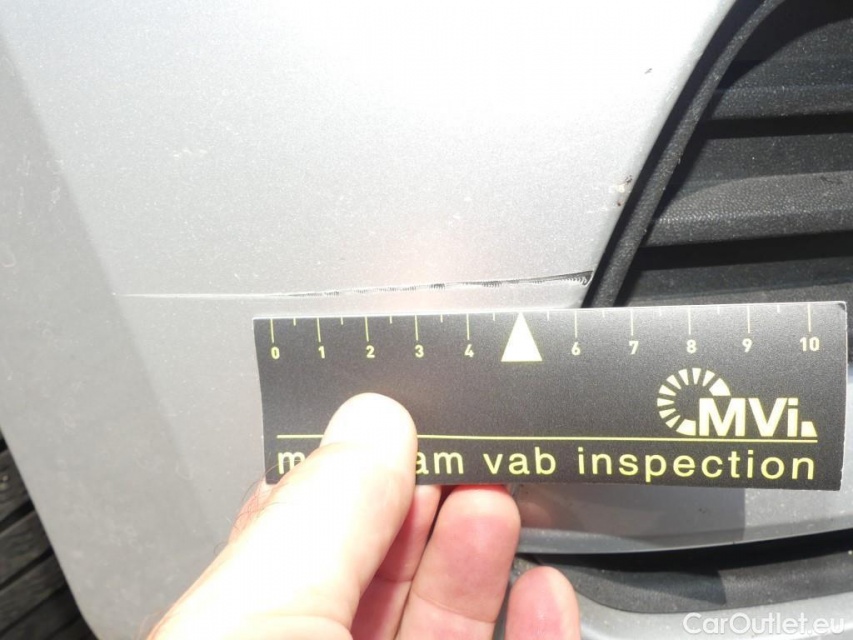 0 1 2 3 4 6 7 8 9 10
MVi.
m am vab inspection
CarOutlet.eu